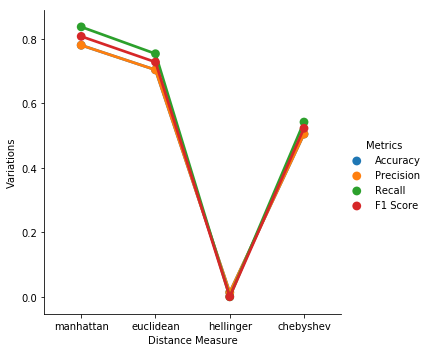 0.8
0.6
0.4
0.2
0.0
Variations
manhattan euclidean hellinger chebyshev
Distance Measure
Metrics
Accuracy
Precision
Recall
F1 Score